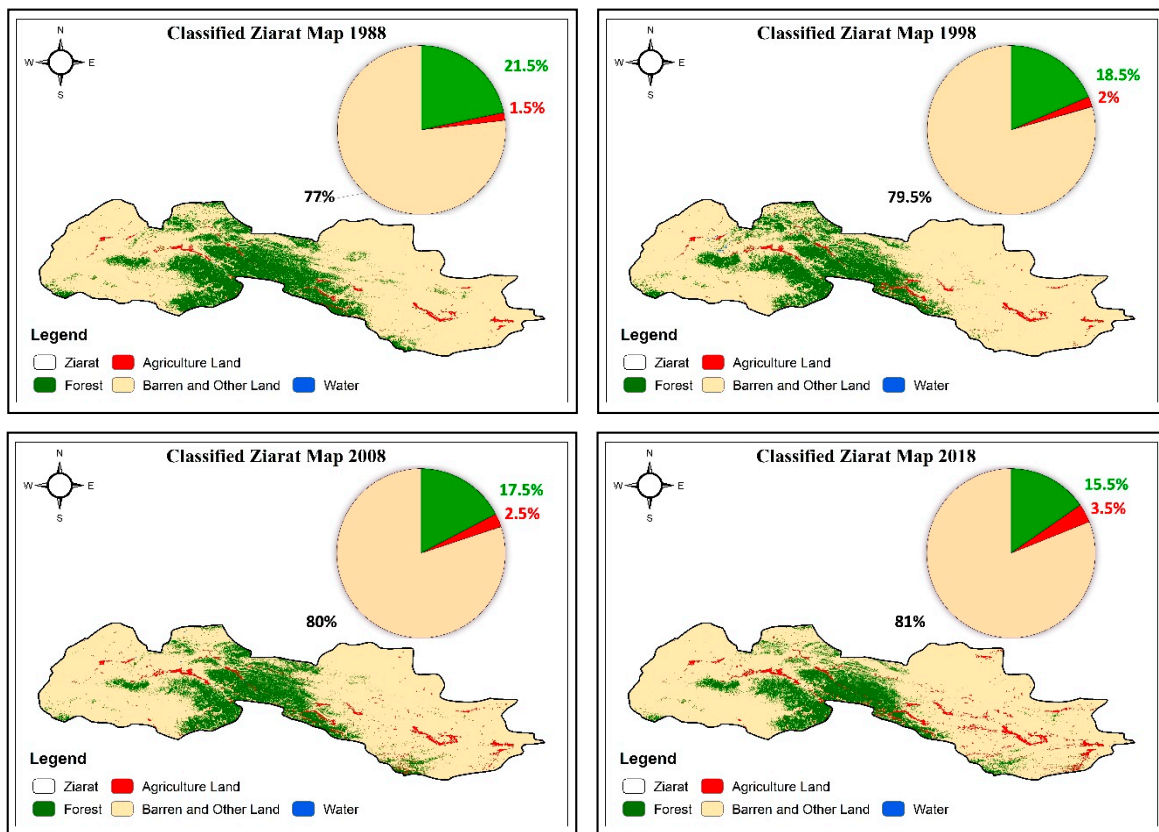 Classified Ziarat Map 1988
N
W E
S
21.5%
1.5%
77%
Legend
Ziarat Agriculture Land
Forest Barren and Other Land Water
Classified Ziarat Map 1998
N
W E
S
18.5%
2%
79.5%
Legend
Ziarat Agriculture Land
Forest Barren and Other Land Water
Classified Ziarat Map 2008
N
W E
S
17.5%
2.5%
80%
Legend
Ziarat Agriculture Land
Forest Barren and Other Land Water
Classified Ziarat Map 2018
N
W E
S
15.5%
3.5%
81%
Legend
Ziarat Agriculture Land
Forest Barren and Other Land Water